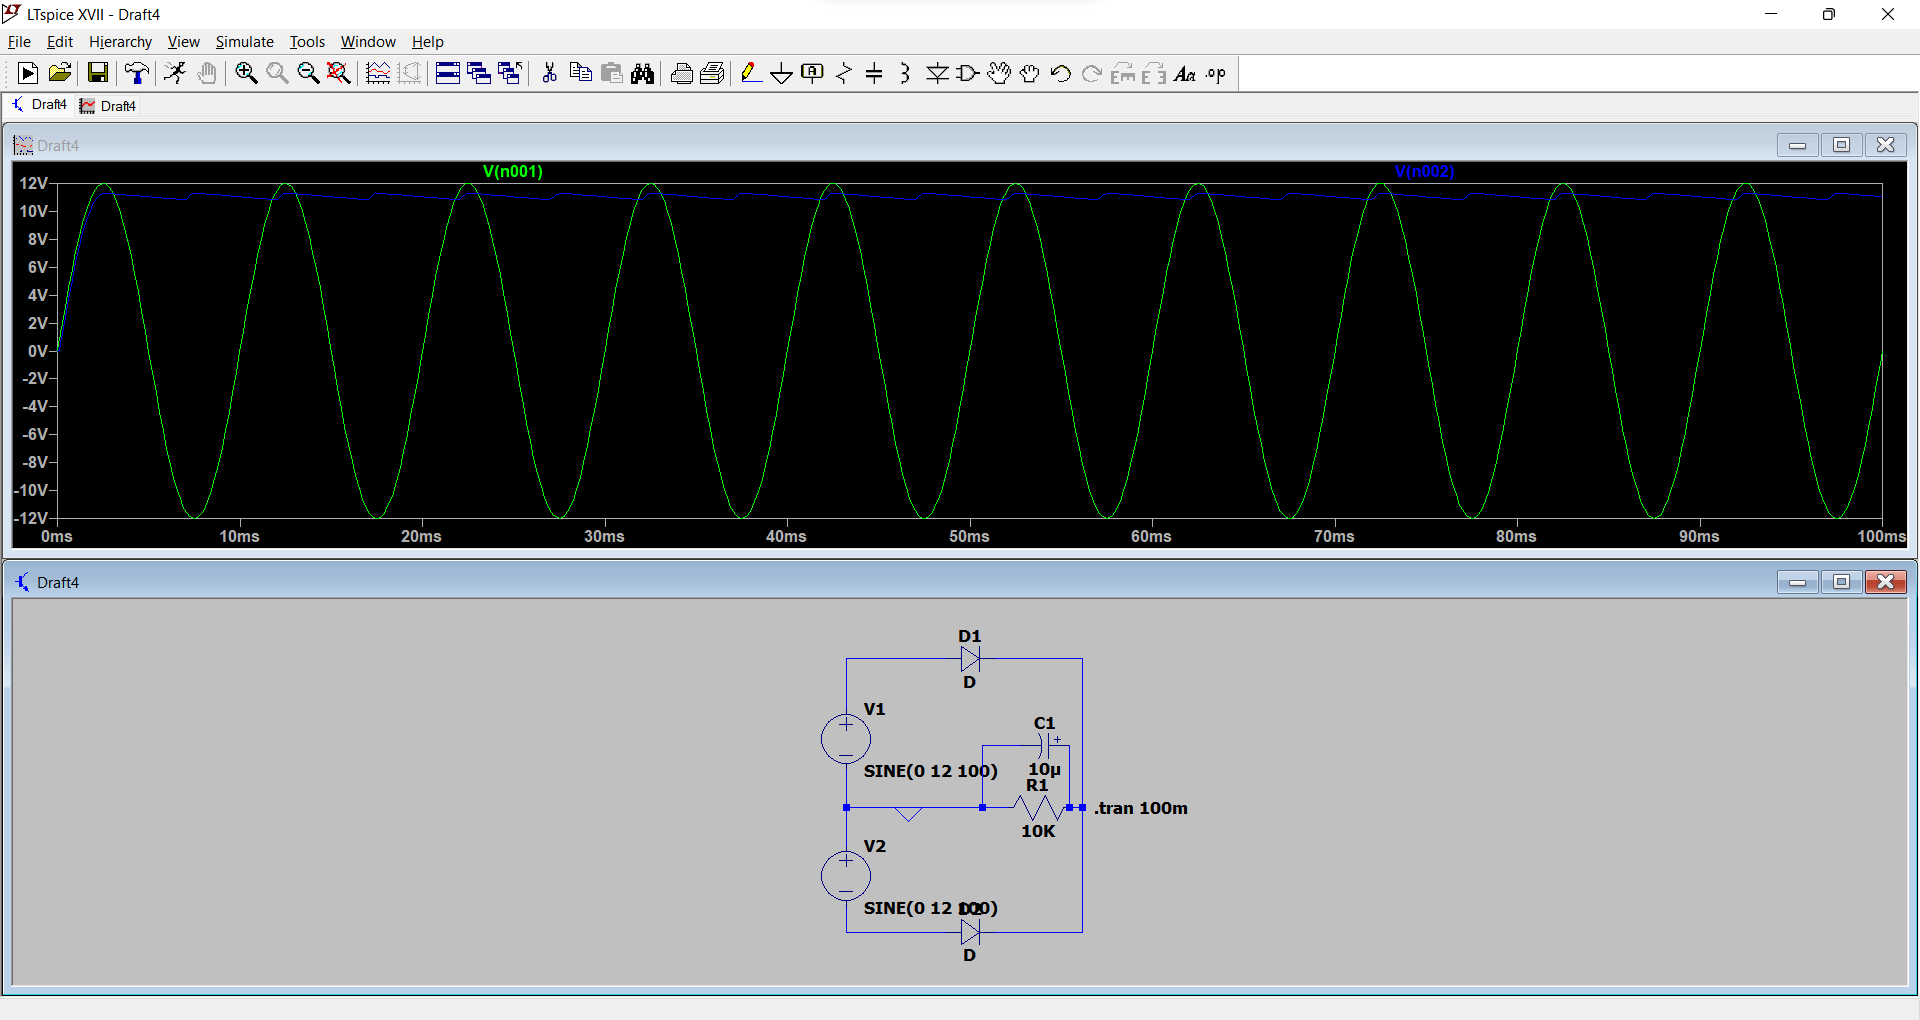 LTspice XVII - Draft4
File Edit Hierarchy View Simulate Tools Window Help
.op
Draft4 Draft4
Draft4
V(n001) V(n002)
12V
10V
8V
6V
4V
2V
0V
-2V
-4V
-6V
-8V
-10V
-12V
0ms 10ms 20ms 30ms 40ms 50ms 60ms 70ms 80ms 90ms 100ms
Draft4
D1
D
V1
C1
+
SINE(0 12 100)
10µ
R1
.tran 100m
10K
V2
SINE(0 12 100)
D2
D